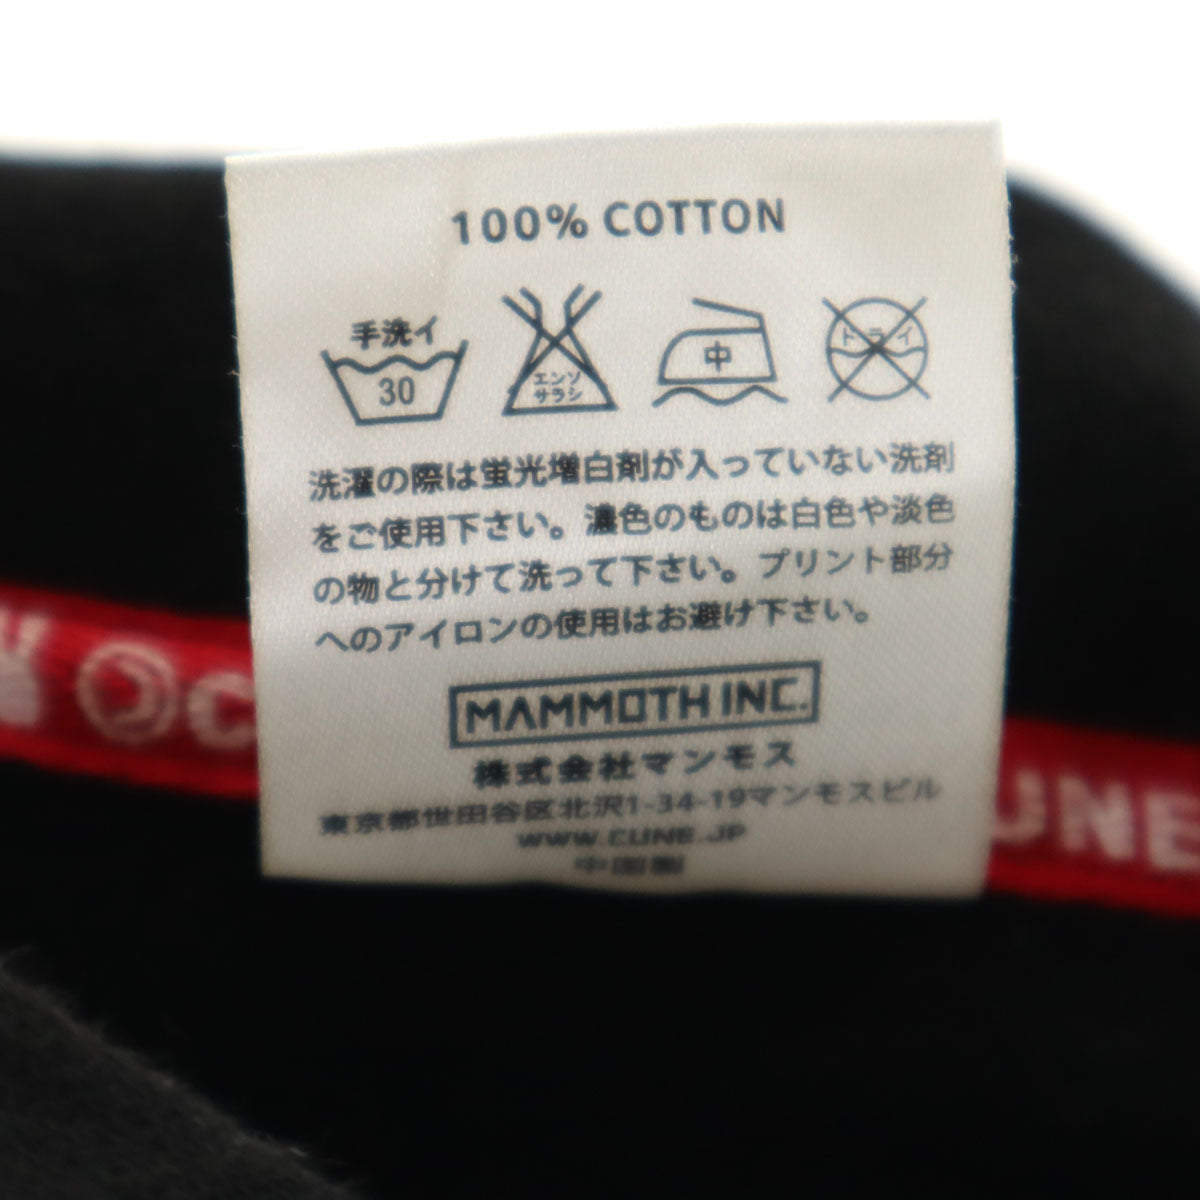 100% COTTON
手洗イ
30
エンソ
サラシ
中
ドライ
洗濯の際は蛍光増白剤が入っていない洗剤
をご使用下さい。濃色のものは白色や淡色
の物と分けて洗って下さい。プリント部分
へのアイロンの使用はお避け下さい。
MAMMOTH INC.
株式会社マンモス
東京都世田谷区北沢1-34-19マンモスビル
WWW.CUNE.JP
中国製